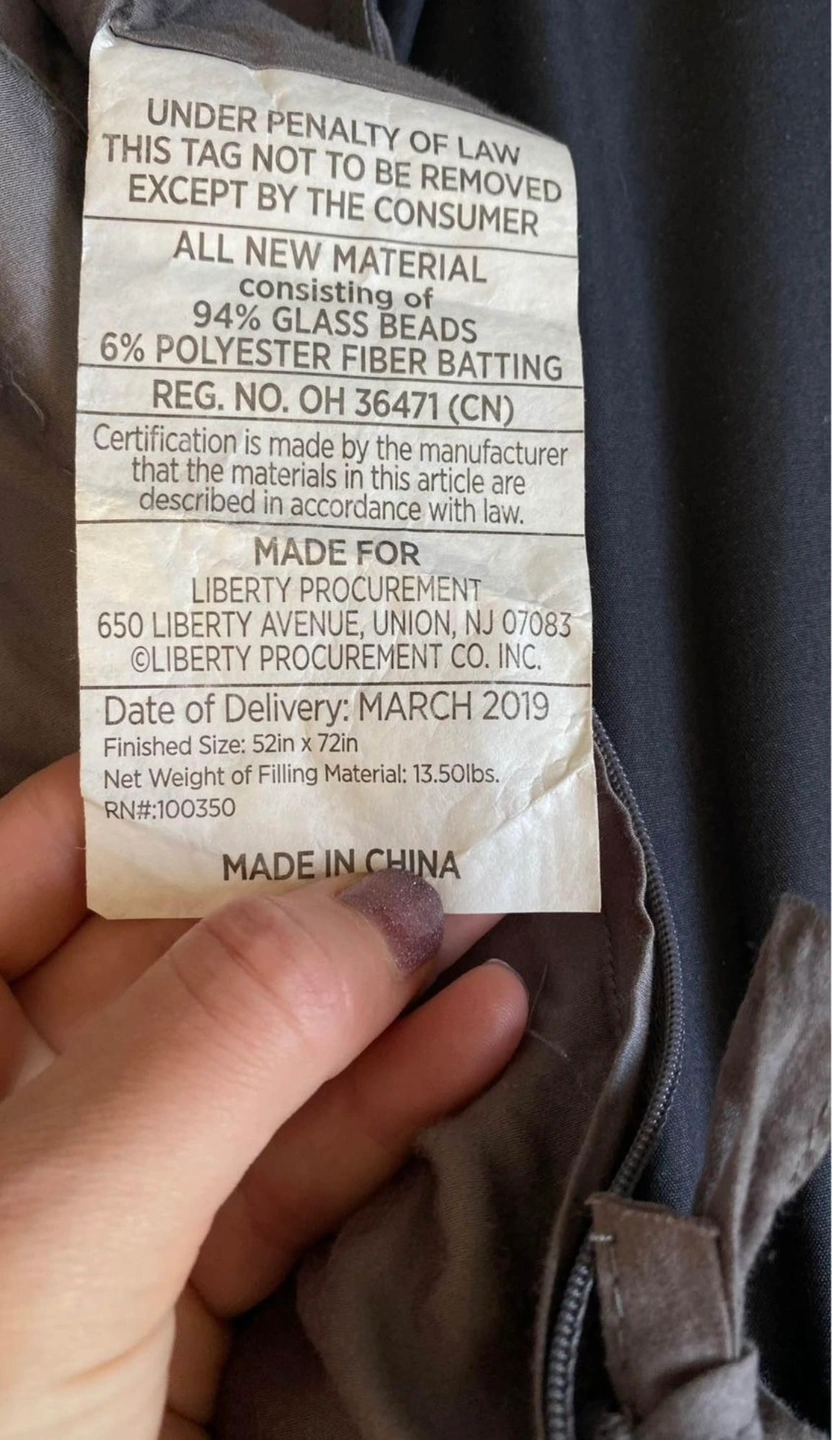 UNDER PENALTY OF LAW
THIS TAG NOT TO BE REMOVED
EXCEPT BY THE CONSUMER
ALL NEW MATERIAL
consisting of
94% GLASS BEADS
6% POLYESTER FIBER BATTING
REG. NO. OH 36471 (CN)
Certification is made by the manufacturer
that the materials in this article are
described in accordance with law.
MADE FOR
LIBERTY PROCUREMENT
650 LIBERTY AVENUE, UNION, NJ 07083
©LIBERTY PROCUREMENT CO. INC.
Date of Delivery: MARCH 2019
Finished Size: 52in x 72in
Net Weight of Filling Material: 13.50lbs.
RN#:100350
MADE IN CHINA